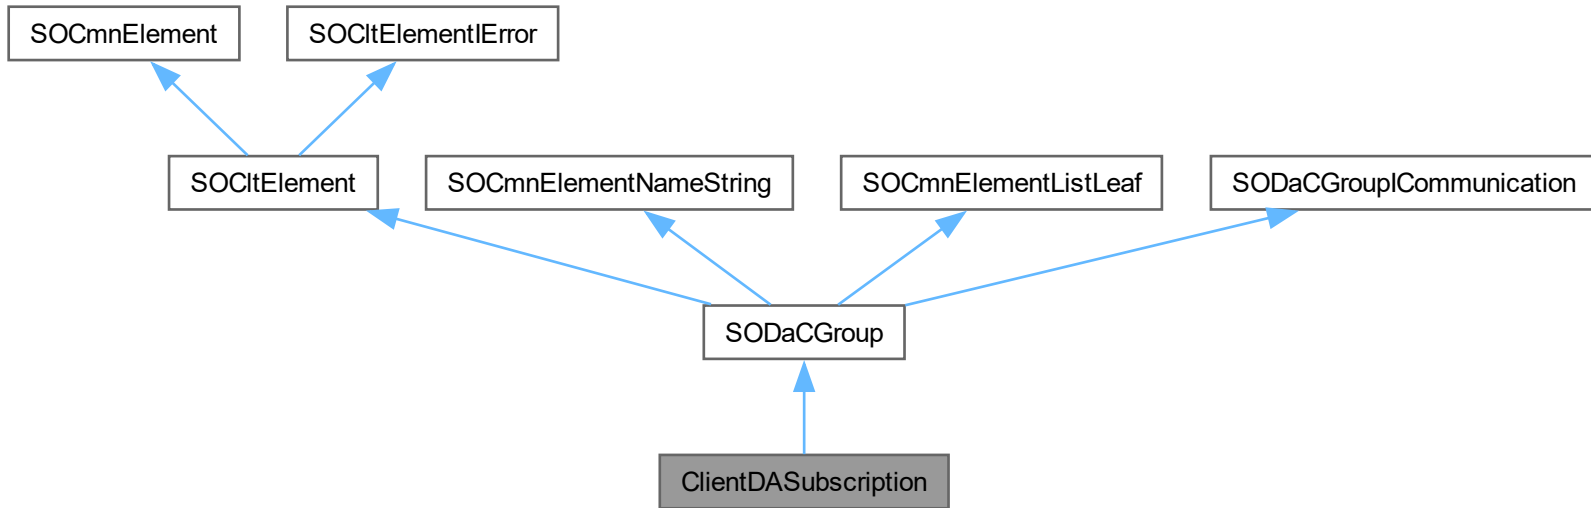 SOCmnElement
SOCltElementIError
SOCltElement
SOCmnElementNameString
SOCmnElementListLeaf
SODaCGroupICommunication
SODaCGroup
ClientDASubscription